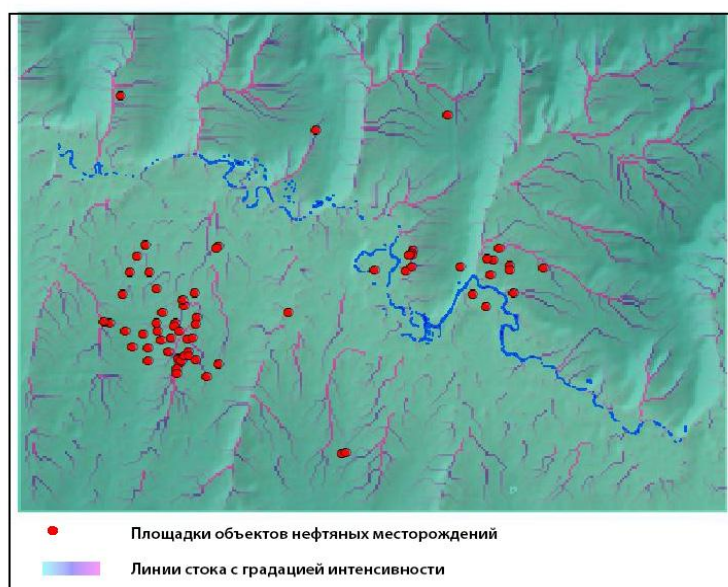 Площадки объектов нефтяных месторождений
Линии стока с градацией интенсивности